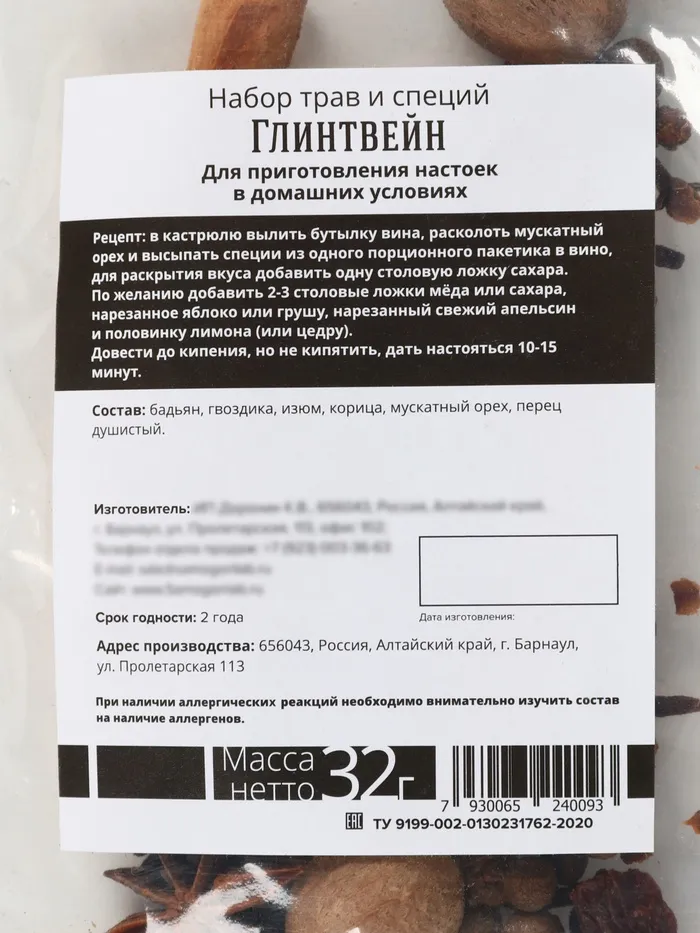 Набор трав и специй
ГЛИНТВЕЙН
Для приготовления настоек
в домашних условиях
Рецепт: в кастрюлю вылить бутылку вина, расколоть мускатный
орех и высыпать специи из одного порционного пакетика в вино,
для раскрытия вкуса добавить одну столовую ложку сахара.
По желанию добавить 2-3 столовые ложки мёда или сахара,
нарезанное яблоко или грушу, нарезанный свежий апельсин
и половинку лимона (или цедру).
Довести до кипения, но не кипятить, дать настояться 10-15
минут.
Состав: бадьян, гвоздика, изюм, корица, мускатный орех, перец
душистый.
Изготовитель:
Дата изготовления:
Срок годности: 2 года
Адрес производства: 656043, Россия, Алтайский край, г. Барнаул,
ул. Пролетарская 113
При наличии аллергических реакций необходимо внимательно изучить состав
на наличие аллергенов.
Масса
нетто 32г
7 930065 240093
EAC ТУ 9199-002-0130231762-2020